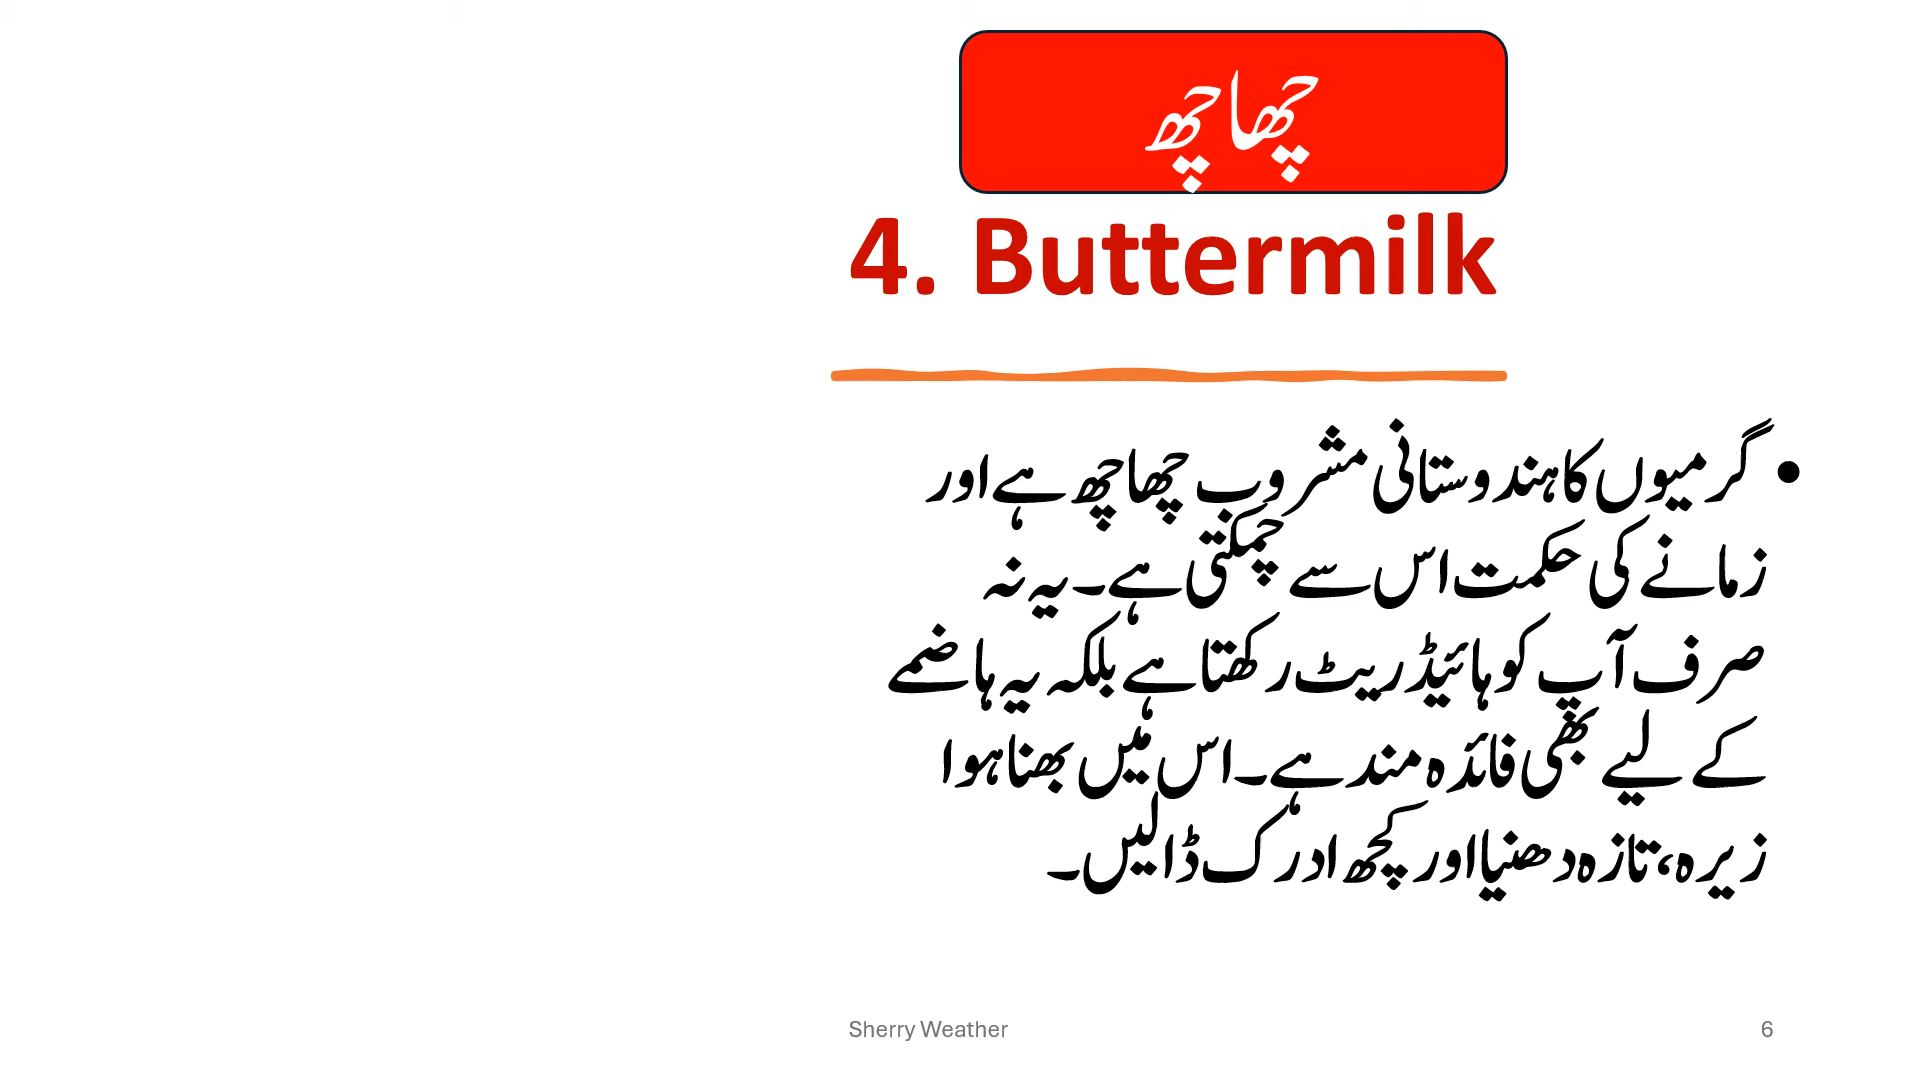 چھاچھ
4. Buttermilk
• گرمیوں کا ہندوستانی مشروب چھاچھ ہے اور
زمانے کی حکمت اس سے چمکتی ہے۔ یہ نہ
صرف آپ کو ہائیڈریٹ رکھتا ہے بلکہ یہ ہاضمے
کے لیے بھی فائدہ مند ہے۔ اس میں بھنا ہوا
زیرہ، تازہ دھنیا اور کچھ ادرک ڈالیں۔
Sherry Weather
6